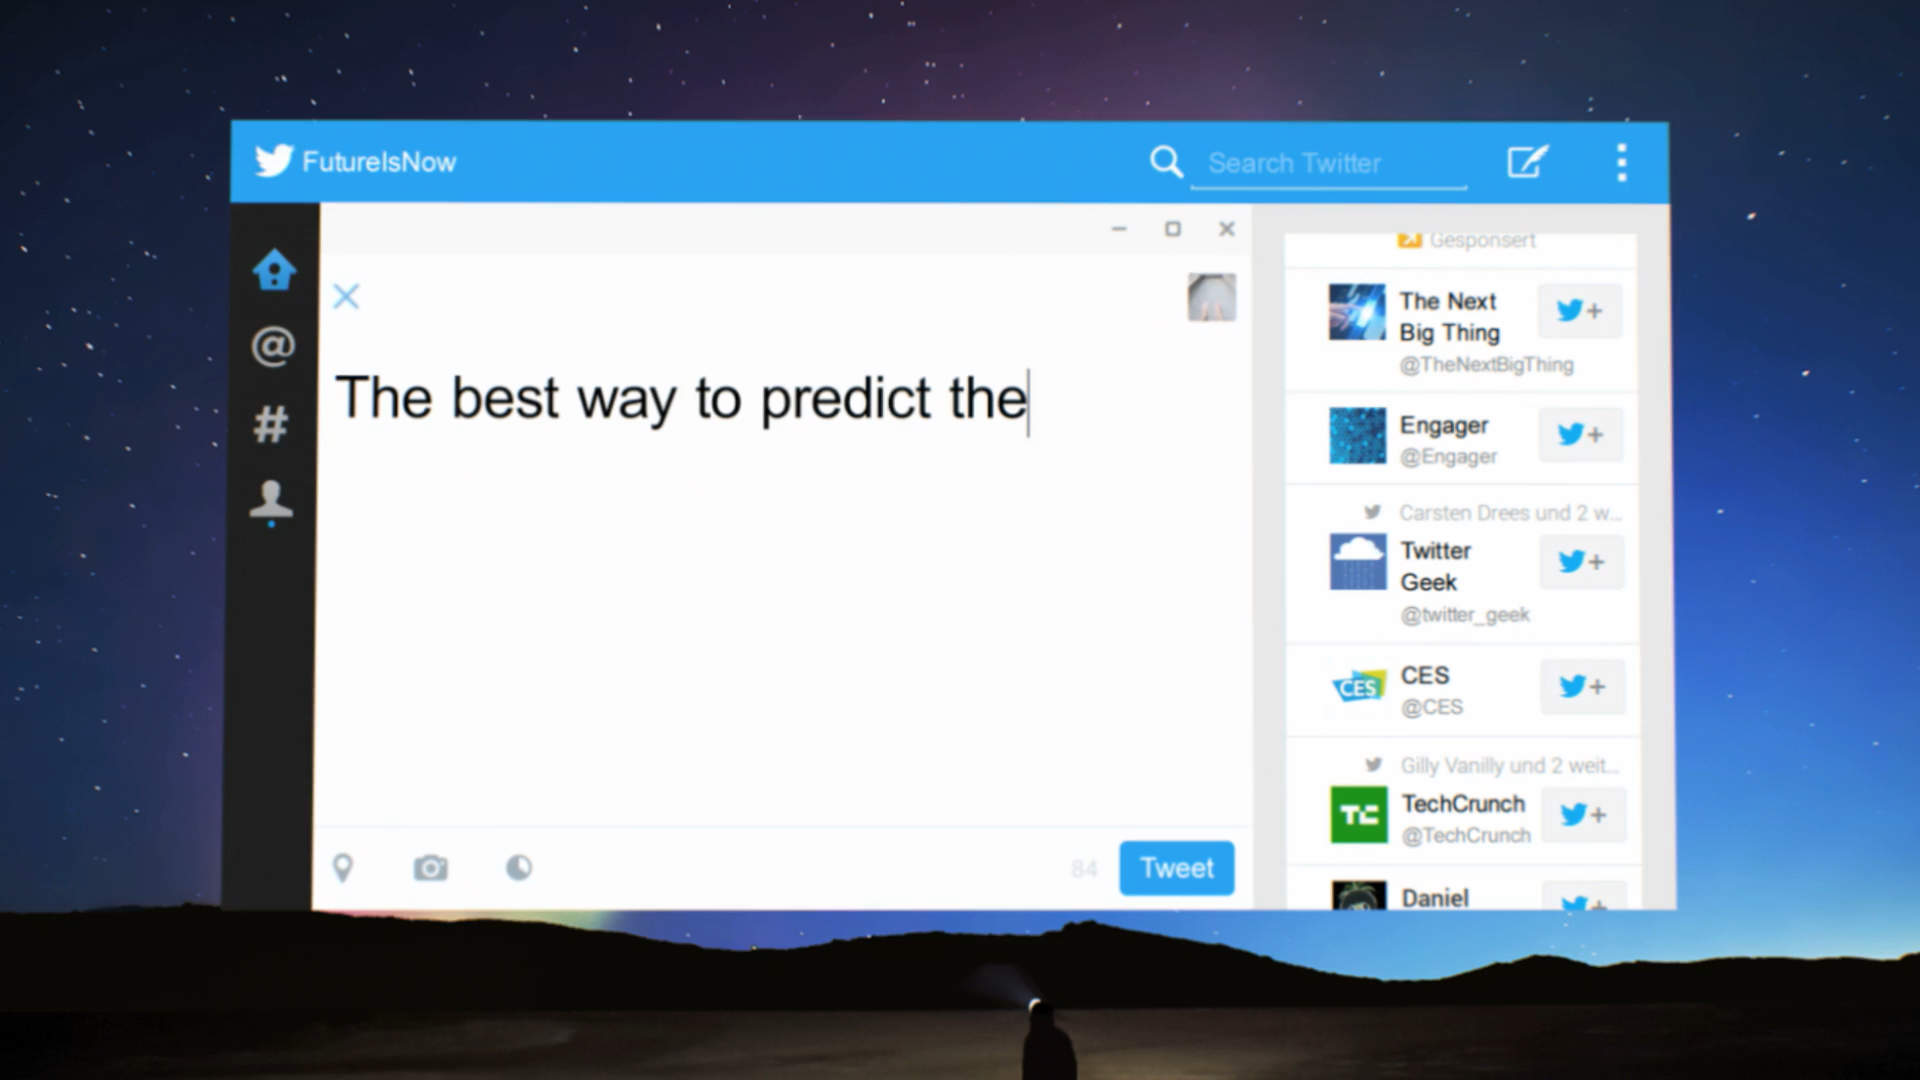 FutureIsNow
Search Twitter
@
#
The best way to predict the
84
Tweet
Gesponsert
The Next
Big Thing
@TheNextBigThing
Engager
@Engager
Carsten Drees und 2 w...
Twitter
Geek
@twitter_geek
CES
CES
@CES
Gilly Vanilly und 2 weit...
TC
TechCrunch
@TechCrunch
Daniel